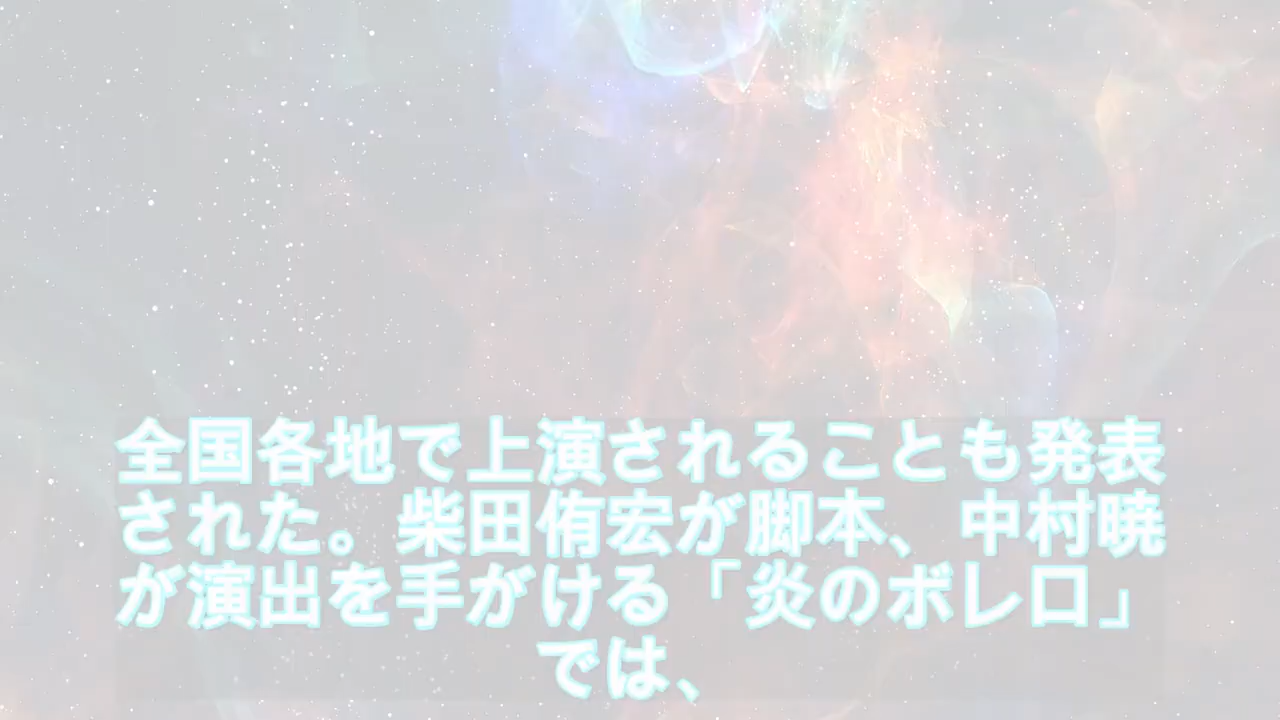 全国各地で上演されることも発表
された。柴田侑宏が脚本、中村暁
が演出を手がける「炎のボレロ」
では、